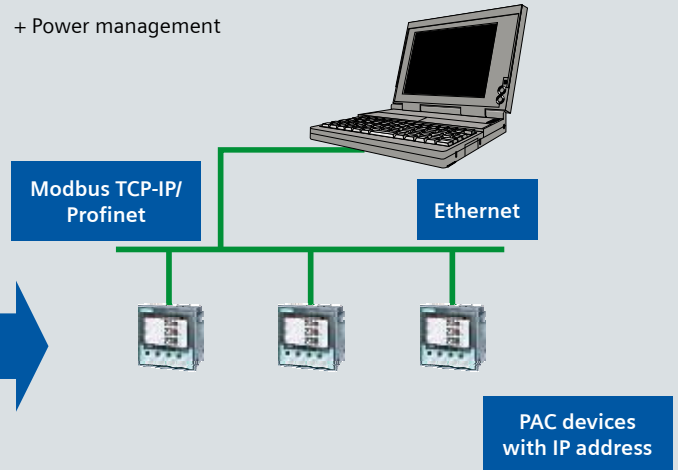 + Power management
Modbus TCP-IP/
Profinet
Ethernet
PAC devices
with IP address